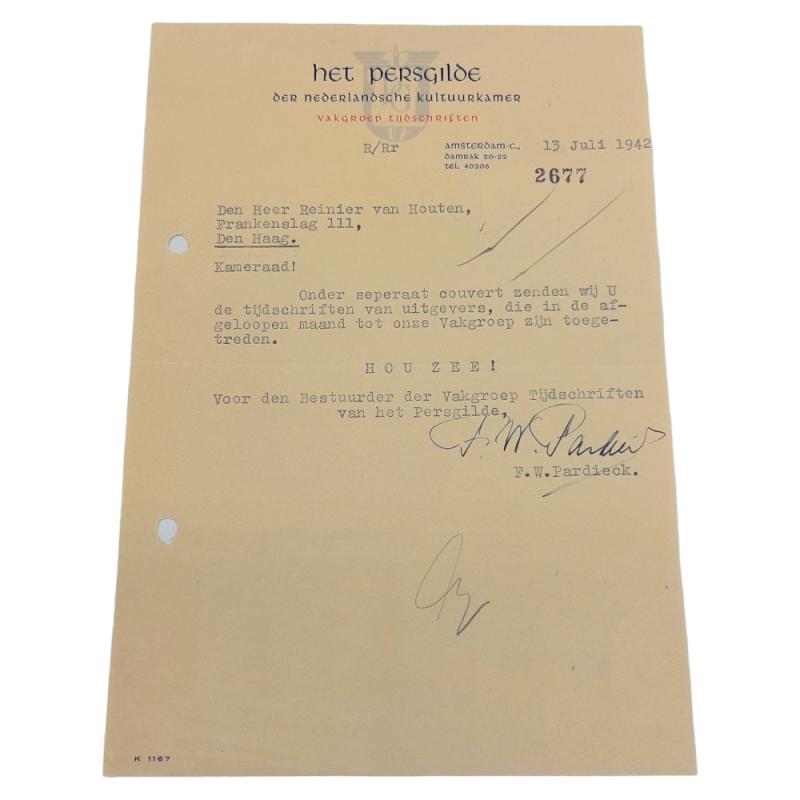 het persgilde
der nederlandsche kultuurkamer
vakgroep tijdschriften
R/Rr
amsterdam-c., 13 Juli 1942
damrak 20-22
tel. 40206
2677
Den Heer Reinier van Houten,
Frankenslag 111,
Den Haag.
Kameraad!
Onder seperaat couvert zenden wij U
de tijdschriften van uitgevers, die in de af-
geloopen maand tot onze Vakgroep zijn toege-
treden.
HOU ZEE!
Voor den Bestuurder der Vakgroep Tijdschriften
van het Persgilde,
F. W. Pardieck
F.W.Pardieck.
K 1167